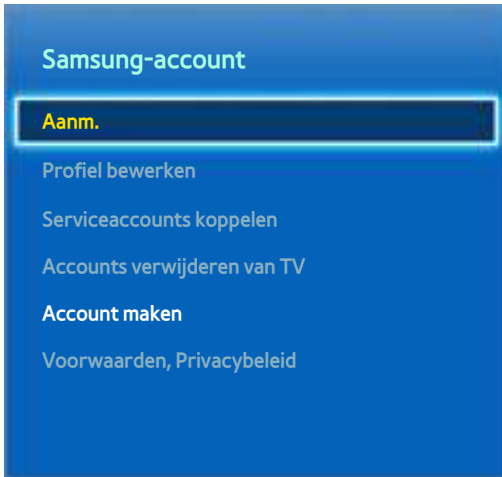 Samsung-account
Aanm.
Profiel bewerken
Serviceaccounts koppelen
Accounts verwijderen van TV
Account maken
Voorwaarden, Privacybeleid